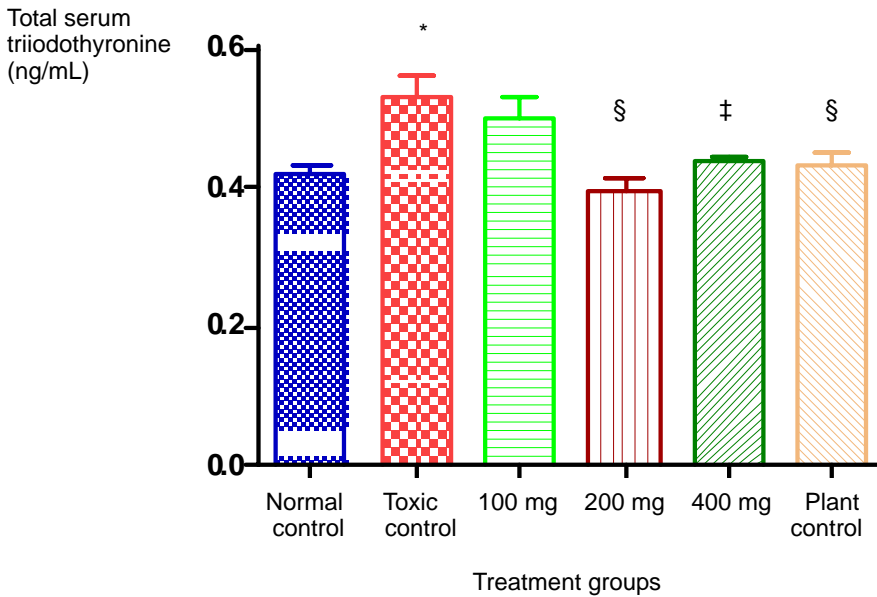 Total serum
triiodothyronine
(ng/mL)
*
0.6
§ ‡ §
0.4
0.2
0.0
Normal control
Toxic control
100 mg
200 mg
400 mg
Plant control
Treatment groups